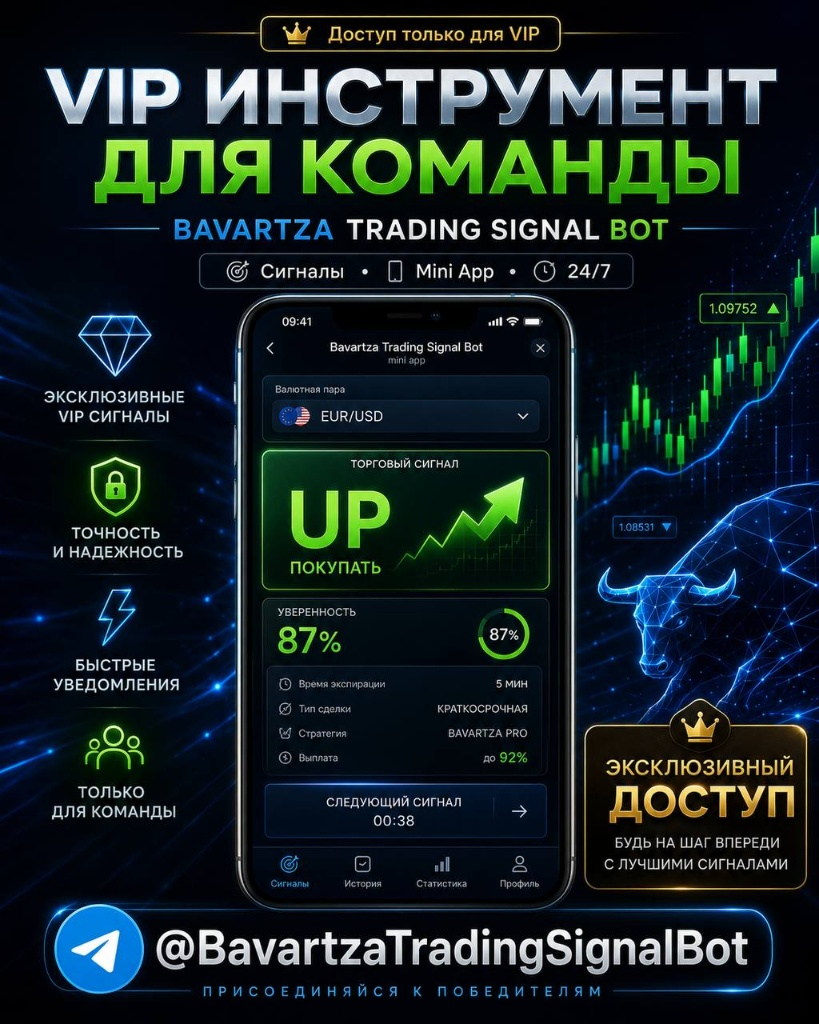 Доступ только для VIP
VIP ИНСТРУМЕНТ
ДЛЯ КОМАНДЫ
BAVARTZA TRADING SIGNAL BOT
Сигналы • Mini App • 24/7
ЭКСКЛЮЗИВНЫЕ
VIP СИГНАЛЫ
ТОЧНОСТЬ
И НАДЕЖНОСТЬ
БЫСТРЫЕ
УВЕДОМЛЕНИЯ
ТОЛЬКО
ДЛЯ КОМАНДЫ
09:41
Bavartza Trading Signal Bot
mini app
Валютная пара
EUR/USD
ТОРГОВЫЙ СИГНАЛ
UP
ПОКУПАТЬ
УВЕРЕННОСТЬ
87%
87%
Время экспирации 5 МИН
Тип сделки КРАТКОСРОЧНАЯ
Стратегия BAVARTZA PRO
Выплата до 92%
СЛЕДУЮЩИЙ СИГНАЛ
00:38
Сигналы История Статистика Профиль
1.09752 ▲
1.08531 ▼
ЭКСКЛЮЗИВНЫЙ
ДОСТУП
БУДЬ НА ШАГ ВПЕРЕДИ
С ЛУЧШИМИ СИГНАЛАМИ
@BavartzaTradingSignalBot
ПРИСОЕДИНЯЙСЯ К ПОБЕДИТЕЛЯМ